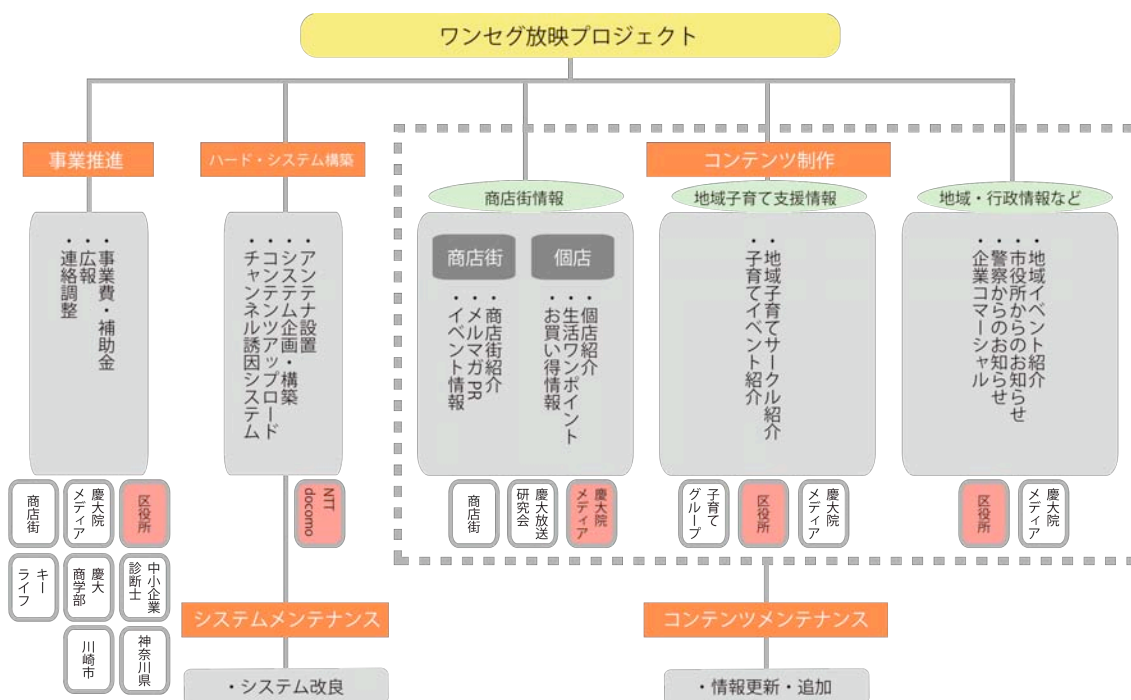 ワンセグ放映プロジェクト
事業推進
・事業費・補助金
・広報
・連絡調整
区役所
慶大院
メディア
商店街
中小企業
診断士
慶大
商学部
キー
ライフ
神奈川県
川崎市
ハード・システム構築
・アンテナ設置
・システム企画・構築
・コンテンツアップロード
・チャンネル誘因システム
NTT
docomo
システムメンテナンス
・システム改良
コンテンツ制作
商店街情報
商店街
・商店街紹介
・メルマガPR
・イベント情報
個店
・個店紹介
・生活ワンポイント
・お買い得情報
商店街
慶大放送
研究会
慶大院
メディア
地域子育て支援情報
・地域子育てサークル紹介
・子育てイベント紹介
子育て
グループ
区役所
慶大院
メディア
地域・行政情報など
・地域イベント紹介
・市役所からのお知らせ
・警察からのお知らせ
・企業コマーシャル
区役所
慶大院
メディア
コンテンツメンテナンス
・情報更新・追加